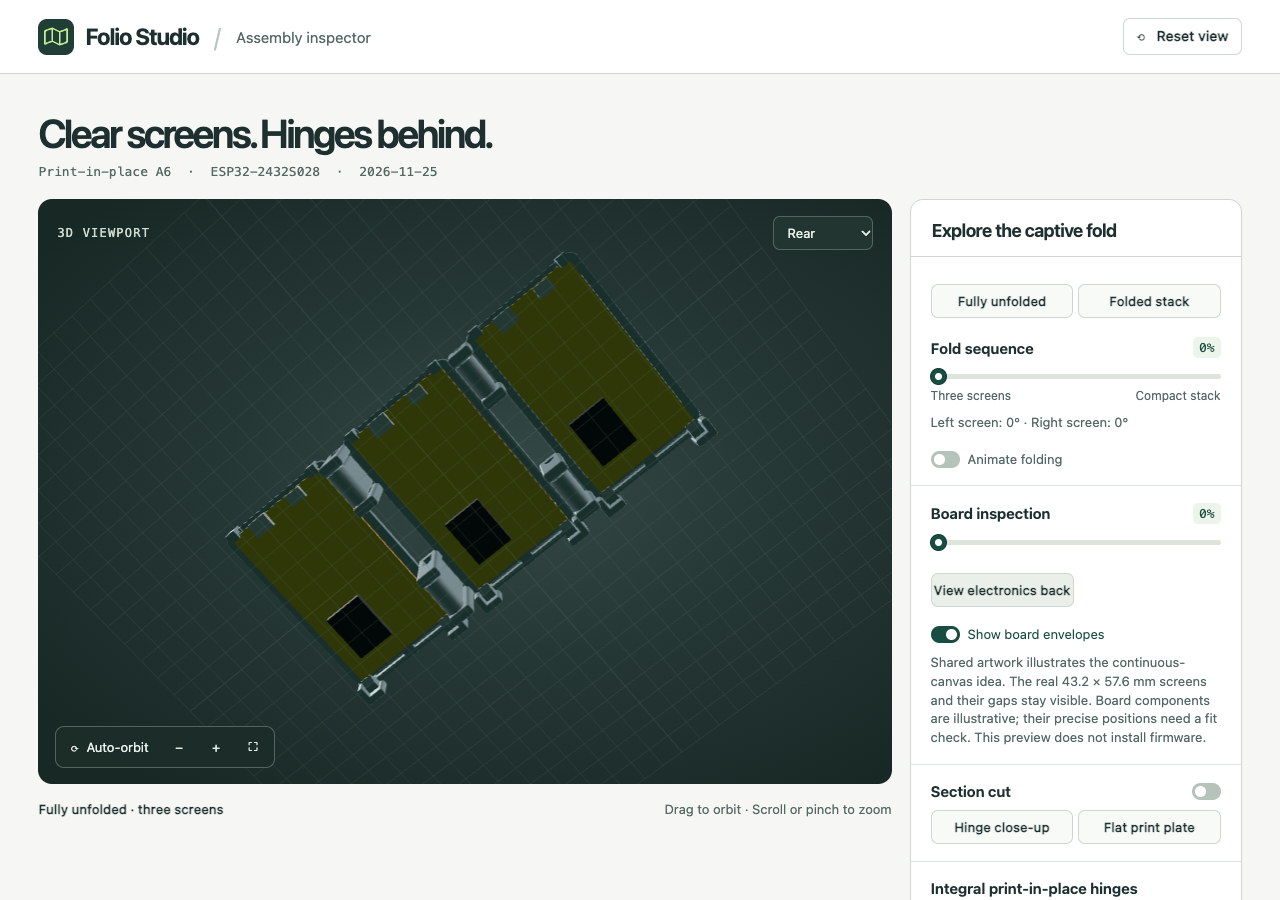 Folio Studio / Assembly inspector
Reset view
Clear screens. Hinges behind.
Print-in-place A6 · ESP32-2432S028 · 2026-11-25
3D VIEWPORT
Rear
Auto-orbit − +
Fully unfolded · three screens
Drag to orbit · Scroll or pinch to zoom
Explore the captive fold
Fully unfolded
Folded stack
Fold sequence
0%
Three screens
Compact stack
Left screen: 0° · Right screen: 0°
Animate folding
Board inspection
0%
View electronics back
Show board envelopes
Shared artwork illustrates the continuous-
canvas idea. The real 43.2 × 57.6 mm screens
and their gaps stay visible. Board components
are illustrative; their precise positions need a fit
check. This preview does not install firmware.
Section cut
Hinge close-up
Flat print plate
Integral print-in-place hinges